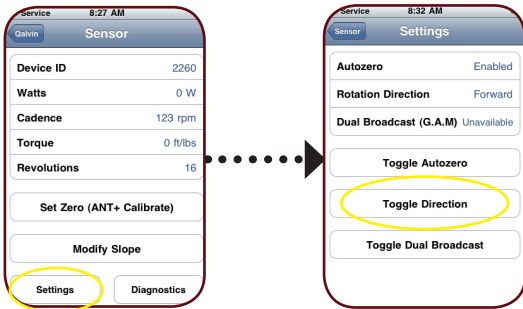 Service 8:27 AM
Qalvin Sensor
Device ID 2260
Watts 0 W
Cadence 123 rpm
Torque 0 ft/lbs
Revolutions 16
Set Zero (ANT+ Calibrate)
Modify Slope
Settings Diagnostics
Service 8:32 AM
Sensor Settings
Autozero Enabled
Rotation Direction Forward
Dual Broadcast (G.A.M) Unavailable
Toggle Autozero
Toggle Direction
Toggle Dual Broadcast